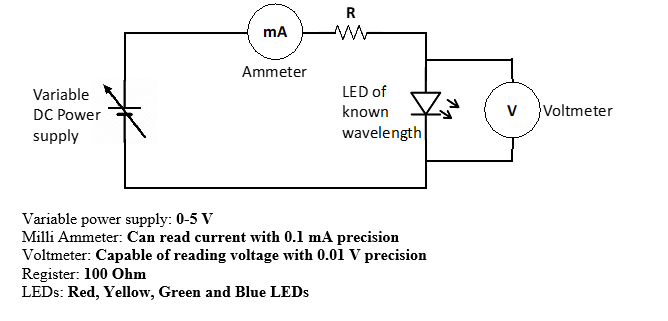 R
mA
Ammeter
Variable
DC Power
supply
LED of
known
wavelength
V
Voltmeter
Variable power supply: 0-5 V
Milli Ammeter: Can read current with 0.1 mA precision
Voltmeter: Capable of reading voltage with 0.01 V precision
Register: 100 Ohm
LEDs: Red, Yellow, Green and Blue LEDs